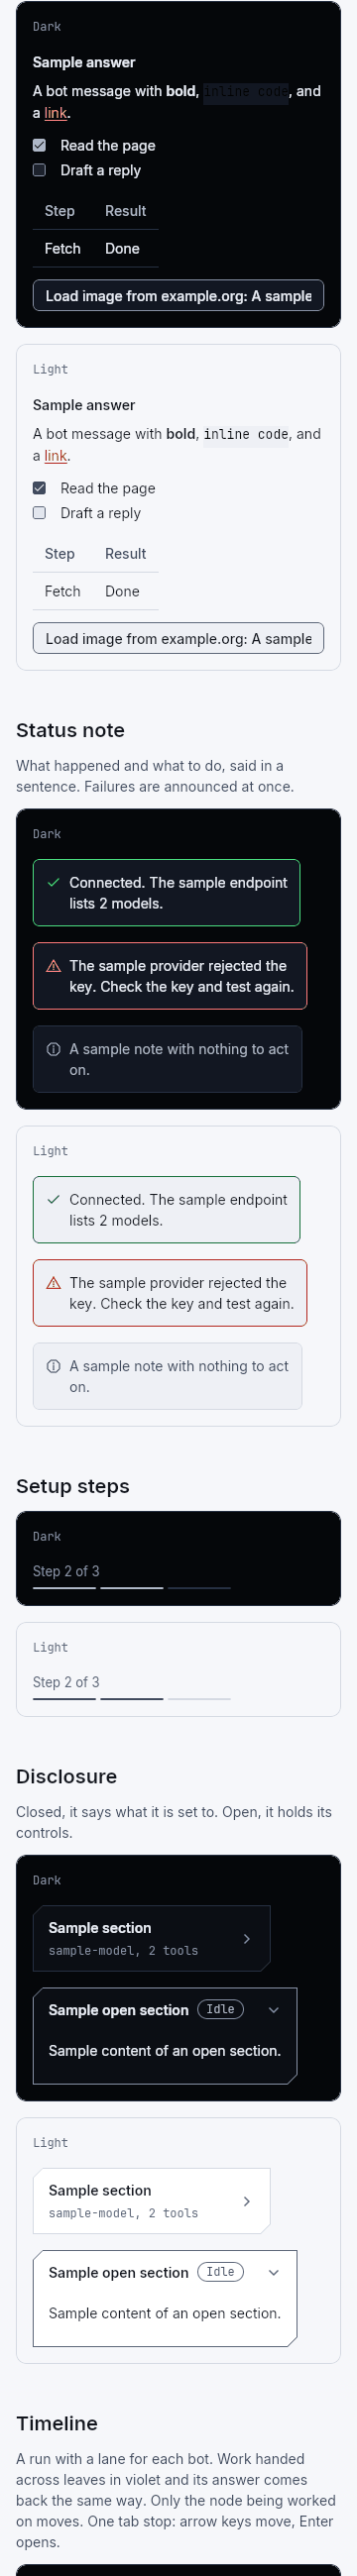 Dark
Sample answer
A bot message with bold, inline code, and
a link.
Read the page
Draft a reply
Step Result
Fetch Done
Load image from example.org: A sample
Light
Sample answer
A bot message with bold, inline code, and
a link.
Read the page
Draft a reply
Step Result
Fetch Done
Load image from example.org: A sample
Status note
What happened and what to do, said in a
sentence. Failures are announced at once.
Dark
Connected. The sample endpoint
lists 2 models.
The sample provider rejected the
key. Check the key and test again.
A sample note with nothing to act
on.
Light
Connected. The sample endpoint
lists 2 models.
The sample provider rejected the
key. Check the key and test again.
A sample note with nothing to act
on.
Setup steps
Dark
Step 2 of 3
Light
Step 2 of 3
Disclosure
Closed, it says what it is set to. Open, it holds its
controls.
Dark
Sample section
sample-model, 2 tools
Sample open section Idle
Sample content of an open section.
Light
Sample section
sample-model, 2 tools
Sample open section Idle
Sample content of an open section.
Timeline
A run with a lane for each bot. Work handed
across leaves in violet and its answer comes
back the same way. Only the node being worked
on moves. One tab stop: arrow keys move, Enter
opens.